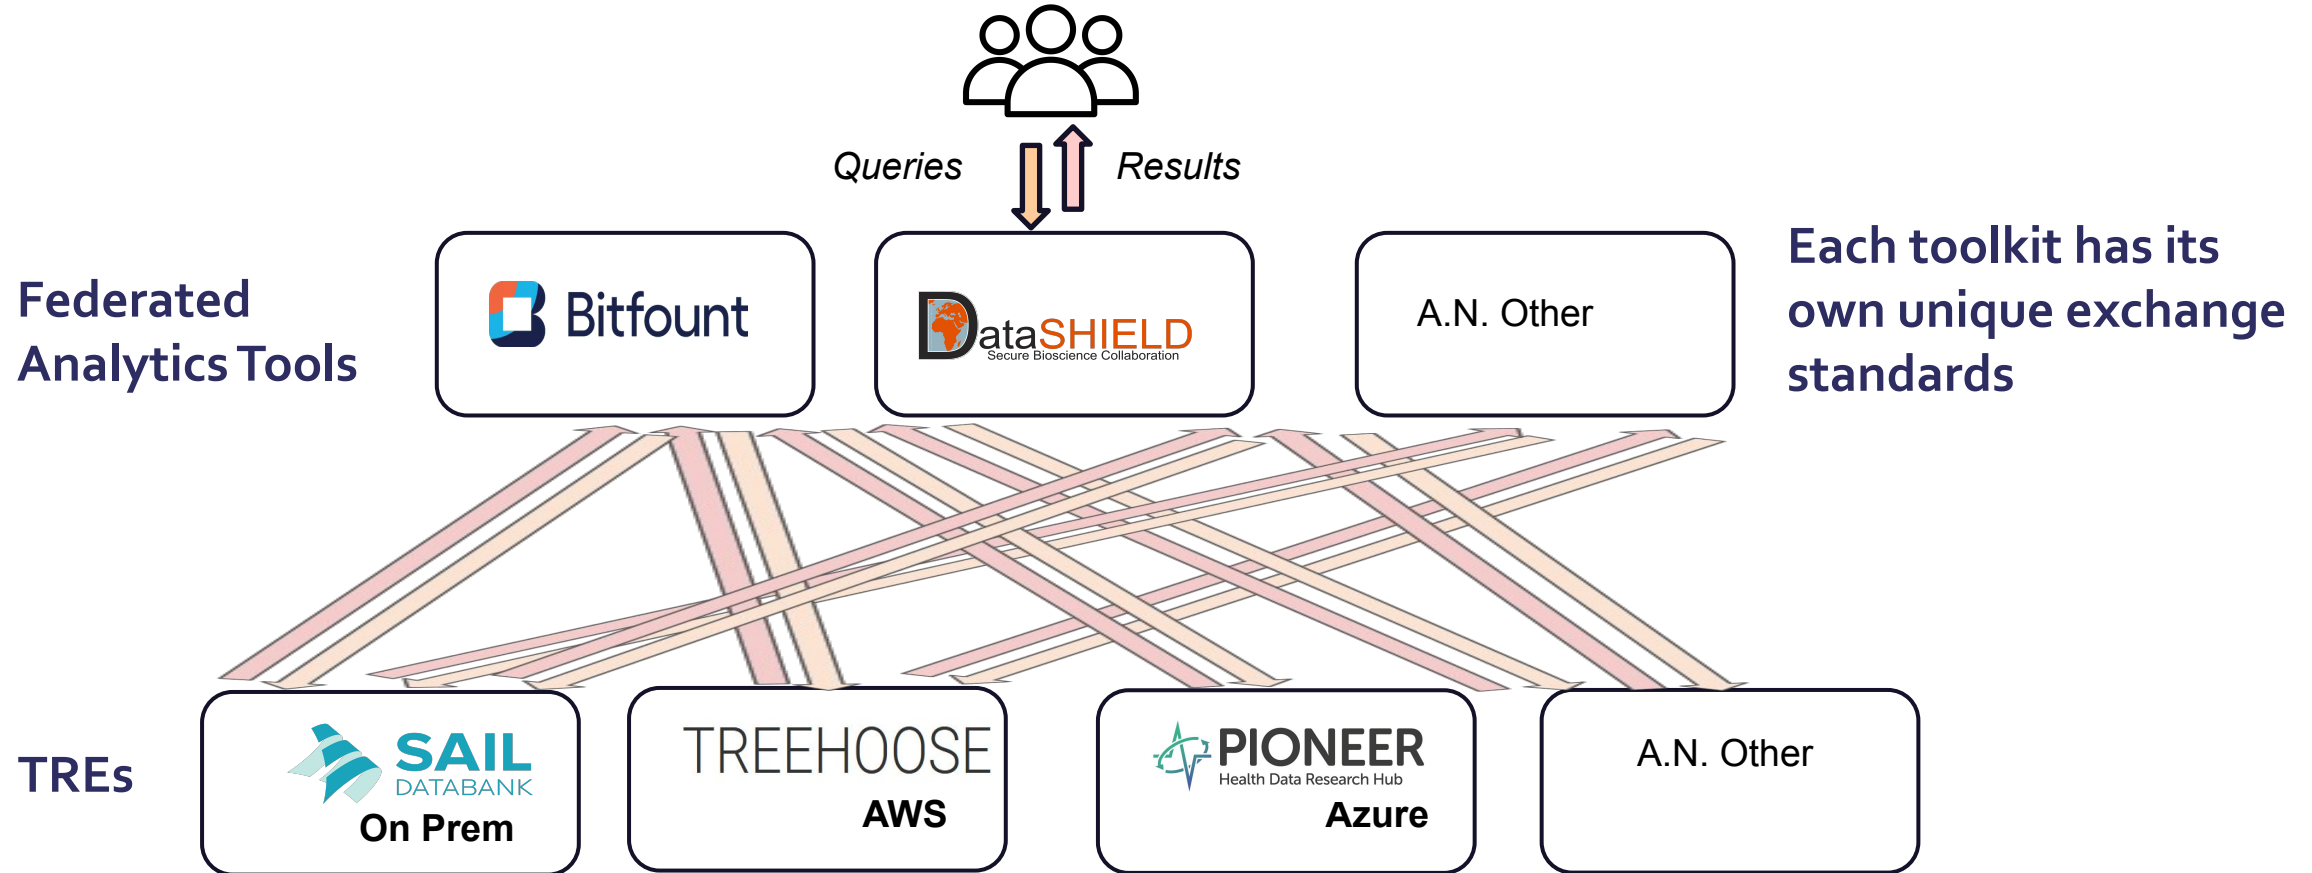 Queries
Results
Federated
Analytics Tools
Bitfount
DataSHIELD
Secure Bioscience Collaboration
A.N. Other
Each toolkit has its
own unique exchange
standards
TREs
SAIL
DATABANK
On Prem
TREEHOOSE
AWS
PIONEER
Health Data Research Hub
Azure
A.N. Other